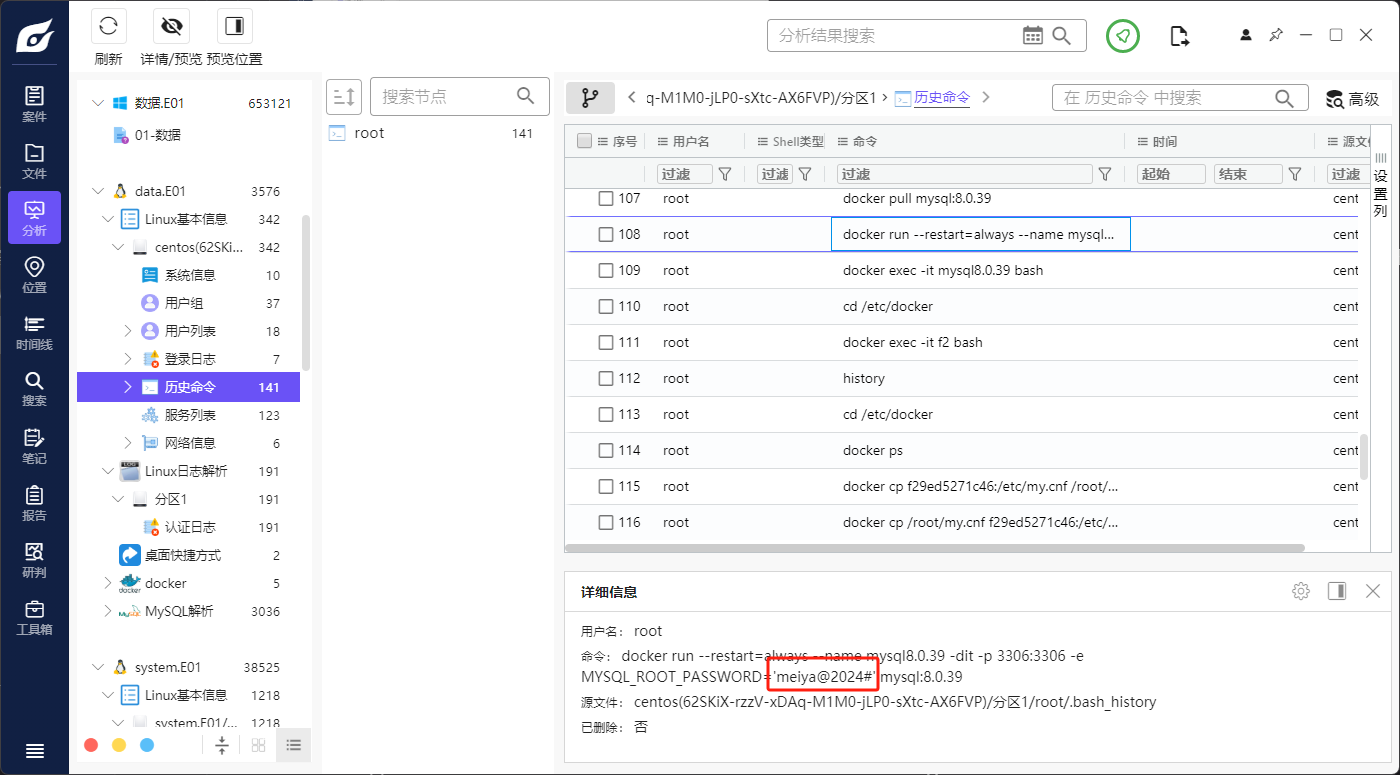 刷新
详情/预览
预览位置
分析结果搜索
案件
文件
分析
位置
时间线
搜索
笔记
报告
研判
工具箱
数据.E01 653121
01-数据
data.E01 3576
Linux基本信息 342
centos(62SKi... 342
系统信息 10
用户组 37
用户列表 18
登录日志 7
历史命令 141
服务列表 123
网络信息 6
Linux日志解析 191
分区1 191
认证日志 191
桌面快捷方式 2
docker 5
MySQL解析 3036
system.E01 38525
Linux基本信息 1218
system.E01/... 1218
搜索节点
root 141
q-M1M0-jLP0-sXtc-AX6FVP)/分区1 > 历史命令
在 历史命令 中搜索
高级
序号 用户名 Shell类型 命令 时间 源文
过滤 过滤 过滤 起始 结束 过滤
设置列
107 root docker pull mysql:8.0.39 cent
108 root docker run --restart=always --name mysql... cent
109 root docker exec -it mysql8.0.39 bash cent
110 root cd /etc/docker cent
111 root docker exec -it f2 bash cent
112 root history cent
113 root cd /etc/docker cent
114 root docker ps cent
115 root docker cp f29ed5271c46:/etc/my.cnf /root/... cent
116 root docker cp /root/my.cnf f29ed5271c46:/etc/... cent
详细信息
用户名： root
命令： docker run --restart=always --name mysql8.0.39 -dit -p 3306:3306 -e
MYSQL_ROOT_PASSWORD='meiya@2024#' mysql:8.0.39
源文件： centos(62SKiX-rzzV-xDAq-M1M0-jLP0-sXtc-AX6FVP)/分区1/root/.bash_history
已删除： 否